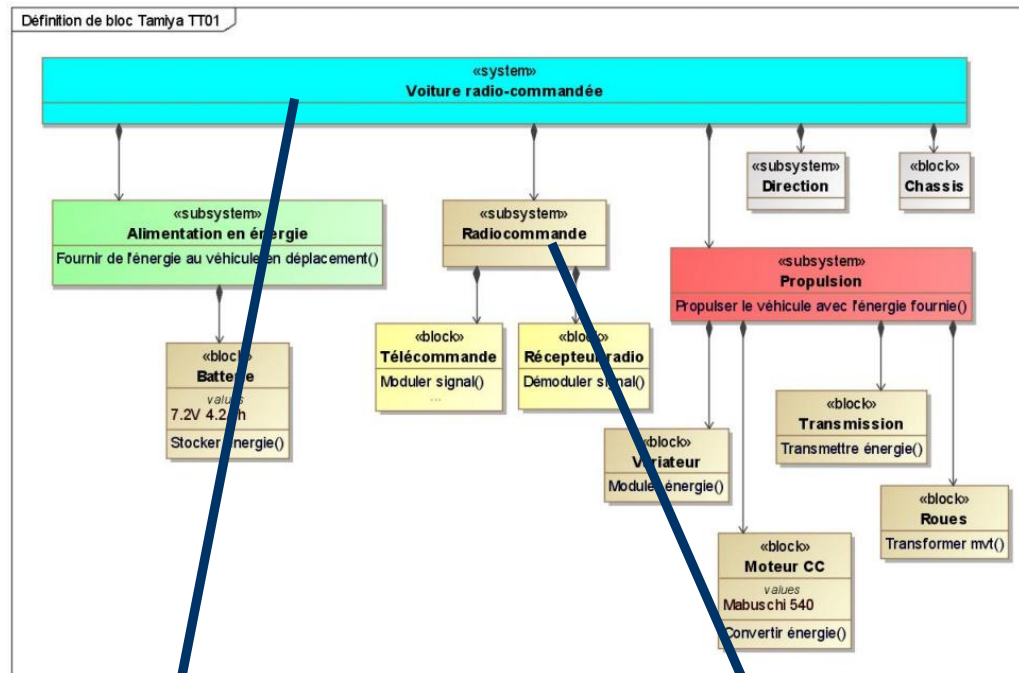 Définition de bloc Tamiya TT01
«system»
Voiture radio-commandée
«subsystem»
Direction
«block»
Chassis
«subsystem»
Alimentation en énergie
Fournir de l'énergie au véhicule en déplacement()
«subsystem»
Radiocommande
«subsystem»
Propulsion
Propulser le véhicule avec l'énergie fournie()
«block»
Batterie
values
7.2V
Stocker énergie()
«block»
Télécommande
Moduler signal()
...
«block»
Récepteur radio
Démoduler signal()
«block»
Variateur
Moduler énergie()
«block»
Transmission
Transmettre énergie()
«block»
Roues
Transformer mvt()
«block»
Moteur CC
values
Mabuschi 540
Convertir énergie()